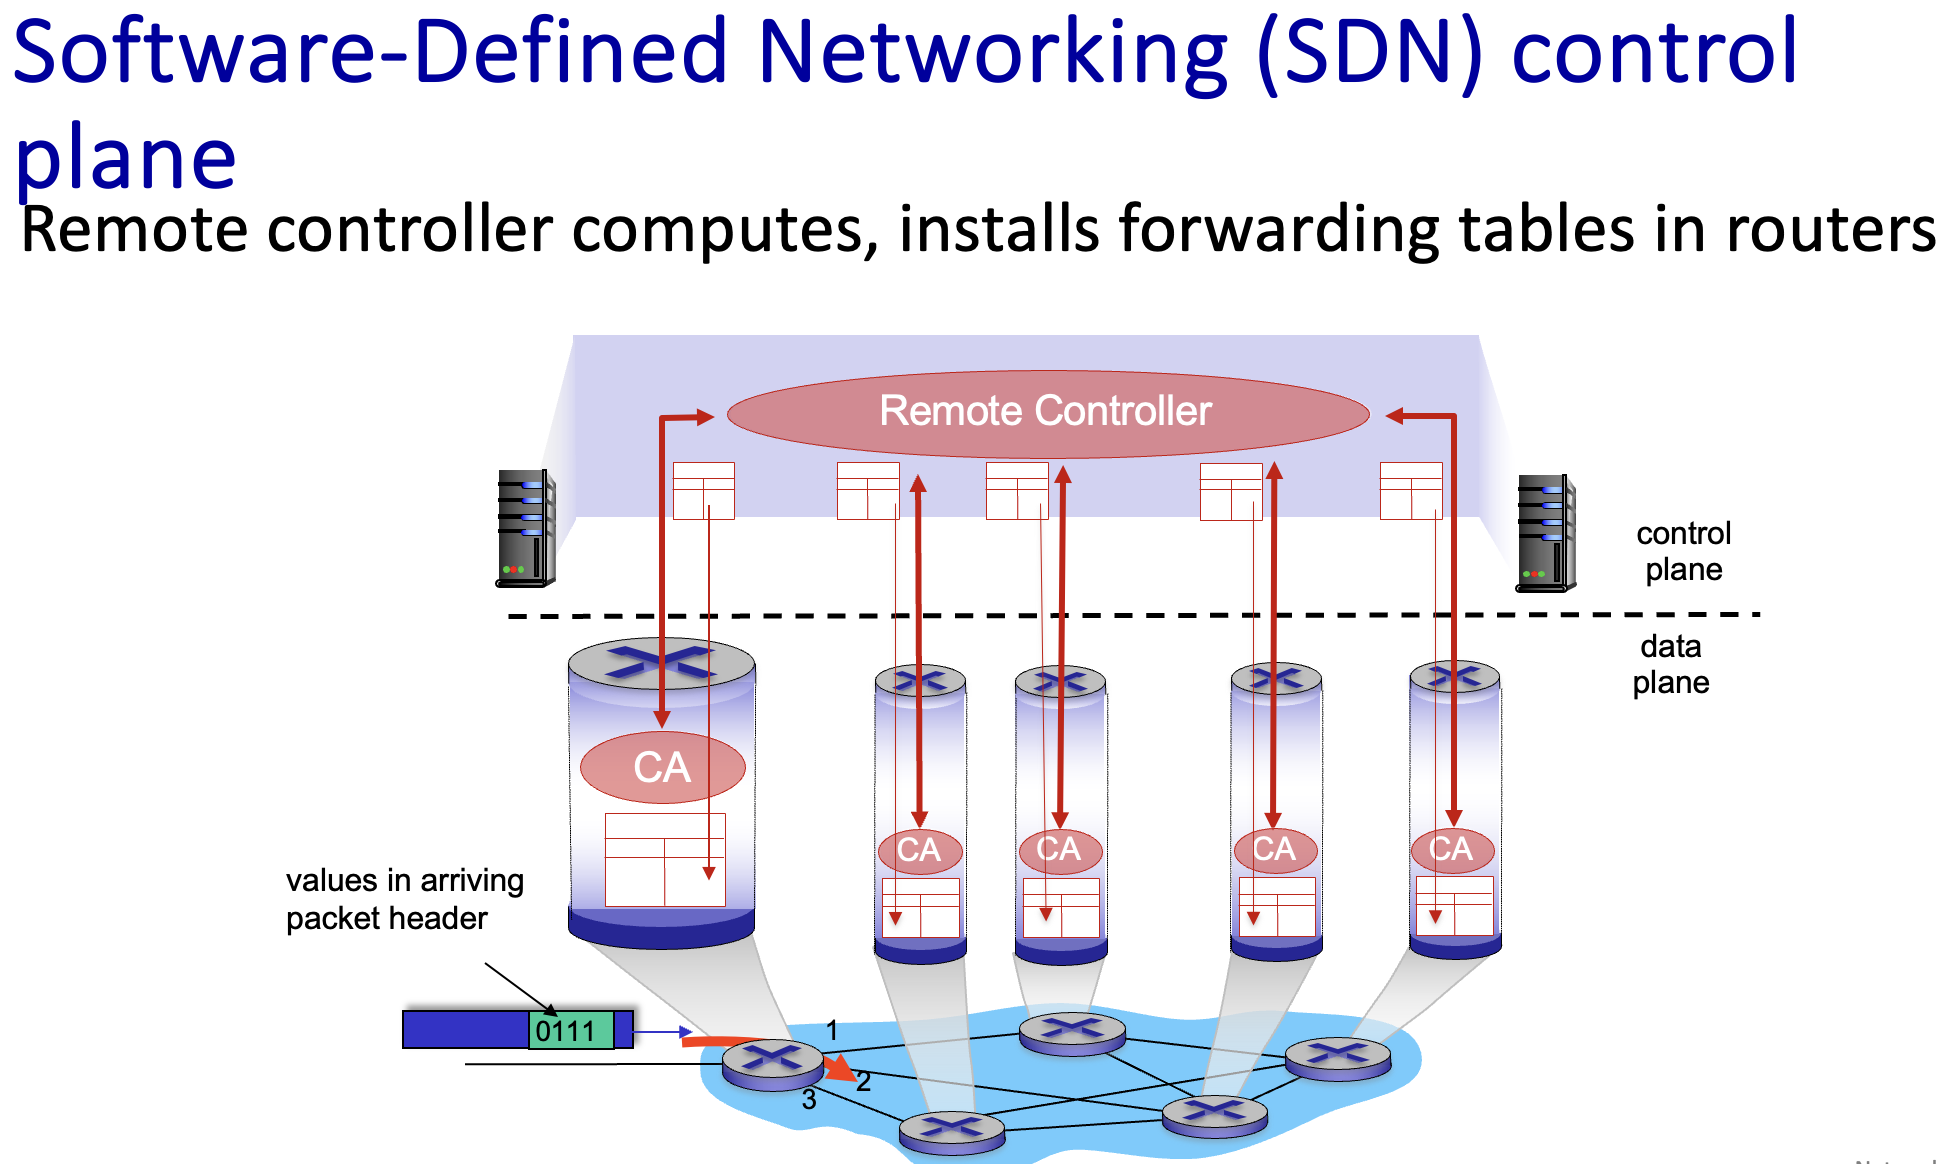 Software-Defined Networking (SDN) control
plane
Remote controller computes, installs forwarding tables in routers
Remote Controller
control
plane
data
plane
CA
CA
CA
CA
CA
values in arriving
packet header
0111
1
2
3